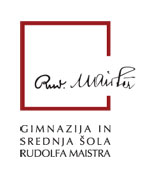 Rud. Maister
GIMNAZIJA IN
SREDNJA ŠOLA
RUDOLFA MAISTRA